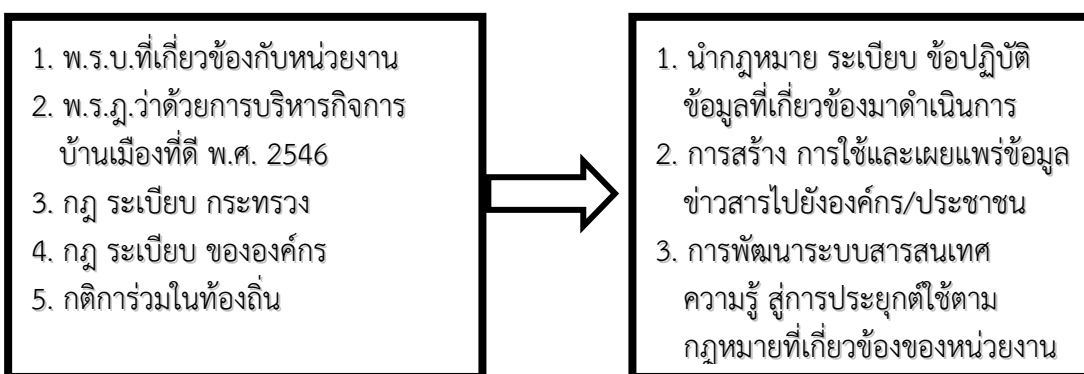 1. พ.ร.บ.ที่เกี่ยวข้องกับหน่วยงาน
2. พ.ร.ฎ.ว่าด้วยการบริหารกิจการ
บ้านเมืองที่ดี พ.ศ. 2546
3. กฎ ระเบียบ กระทรวง
4. กฎ ระเบียบ ขององค์กร
5. กติการ่วมในท้องถิ่น
1. นำกฎหมาย ระเบียบ ข้อปฏิบัติ
ข้อมูลที่เกี่ยวข้องมาดำเนินการ
2. การสร้าง การใช้และเผยแพร่ข้อมูล
ข่าวสารไปยังองค์กร/ประชาชน
3. การพัฒนาระบบสารสนเทศ
ความรู้ สู่การประยุกต์ใช้ตาม
กฎหมายที่เกี่ยวข้องของหน่วยงาน